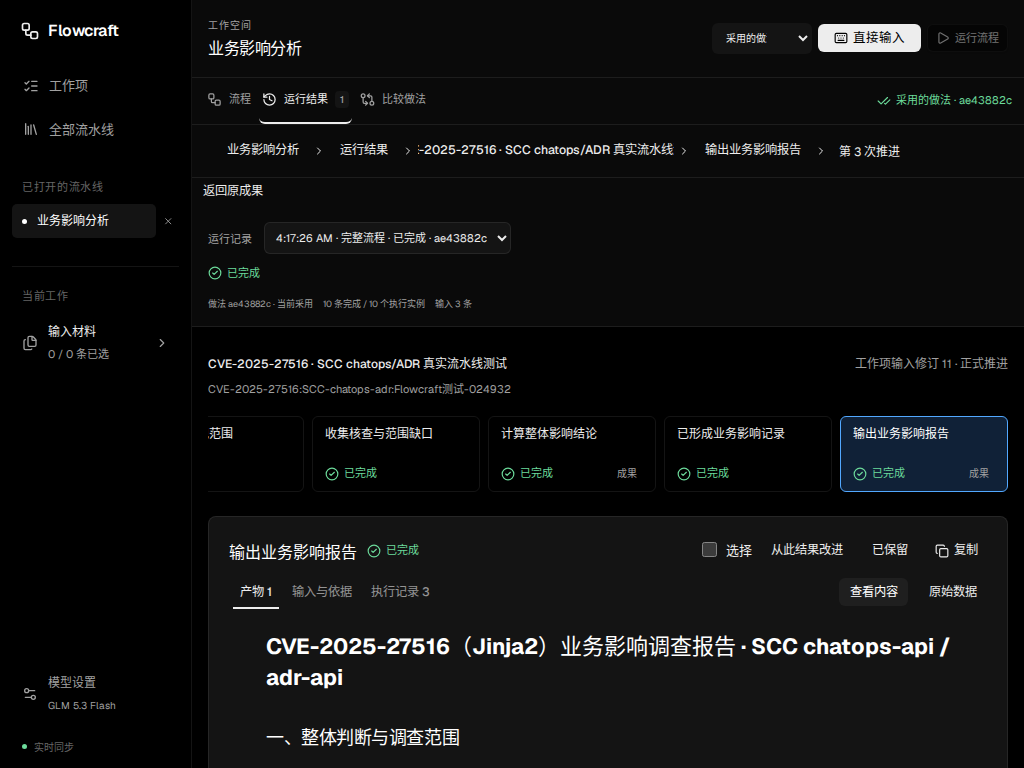 Flowcraft
工作项
全部流水线
已打开的流水线
业务影响分析
当前工作
输入材料
0 / 0 条已选
模型设置
GLM 5.3 Flash
实时同步
工作空间
业务影响分析
采用的做
直接输入
运行流程
流程
运行结果 1
比较做法
采用的做法 · ae43882c
业务影响分析 › 运行结果 › -2025-27516 · SCC chatops/ADR 真实流水线 › 输出业务影响报告 › 第 3 次推进
返回原成果
运行记录
4:17:26 AM · 完整流程 · 已完成 · ae43882c
已完成
做法 ae43882c · 当前采用 10 条完成 / 10 个执行实例 输入 3 条
CVE-2025-27516 · SCC chatops/ADR 真实流水线测试
工作项输入修订 11 · 正式推进
CVE-2025-27516:SCC-chatops-adr:Flowcraft测试-024932
范围
收集核查与范围缺口
已完成
计算整体影响结论
已完成
成果
已形成业务影响记录
已完成
输出业务影响报告
已完成
成果
输出业务影响报告
已完成
选择
从此结果改进
已保留
复制
产物 1
输入与依据
执行记录 3
查看内容
原始数据
CVE-2025-27516（Jinja2）业务影响调查报告 · SCC chatops-api /
adr-api
一、整体判断与调查范围